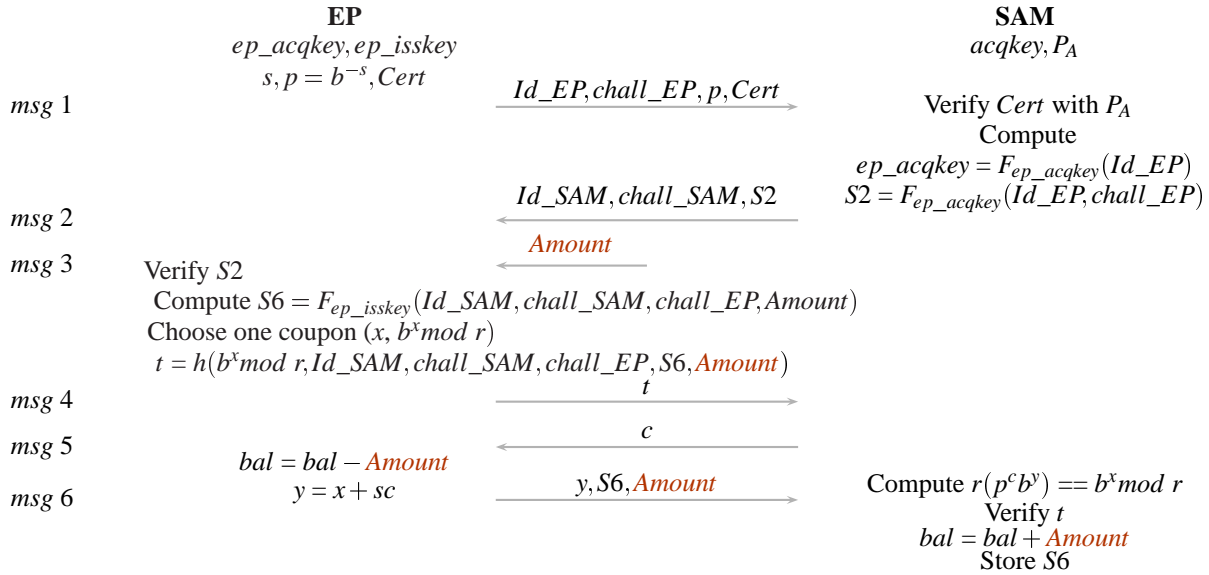 EP SAM
ep_acqkey, ep_isskey acqkey, P_A
s, p = b^{−s}, Cert
msg 1 Id_EP, chall_EP, p, Cert Verify Cert with P_A
Compute
ep_acqkey = F_{ep_acqkey}(Id_EP)
msg 2 Id_SAM, chall_SAM, S2 S2 = F_{ep_acqkey}(Id_EP, chall_EP)
msg 3 Amount
Verify S2
Compute S6 = F_{ep_isskey}(Id_SAM, chall_SAM, chall_EP, Amount)
Choose one coupon (x, b^x mod r)
t = h(b^x mod r, Id_SAM, chall_SAM, chall_EP, S6, Amount)
msg 4 t
msg 5 c
bal = bal − Amount
msg 6 y = x + sc y, S6, Amount Compute r(p^c b^y) == b^x mod r
Verify t
bal = bal + Amount
Store S6